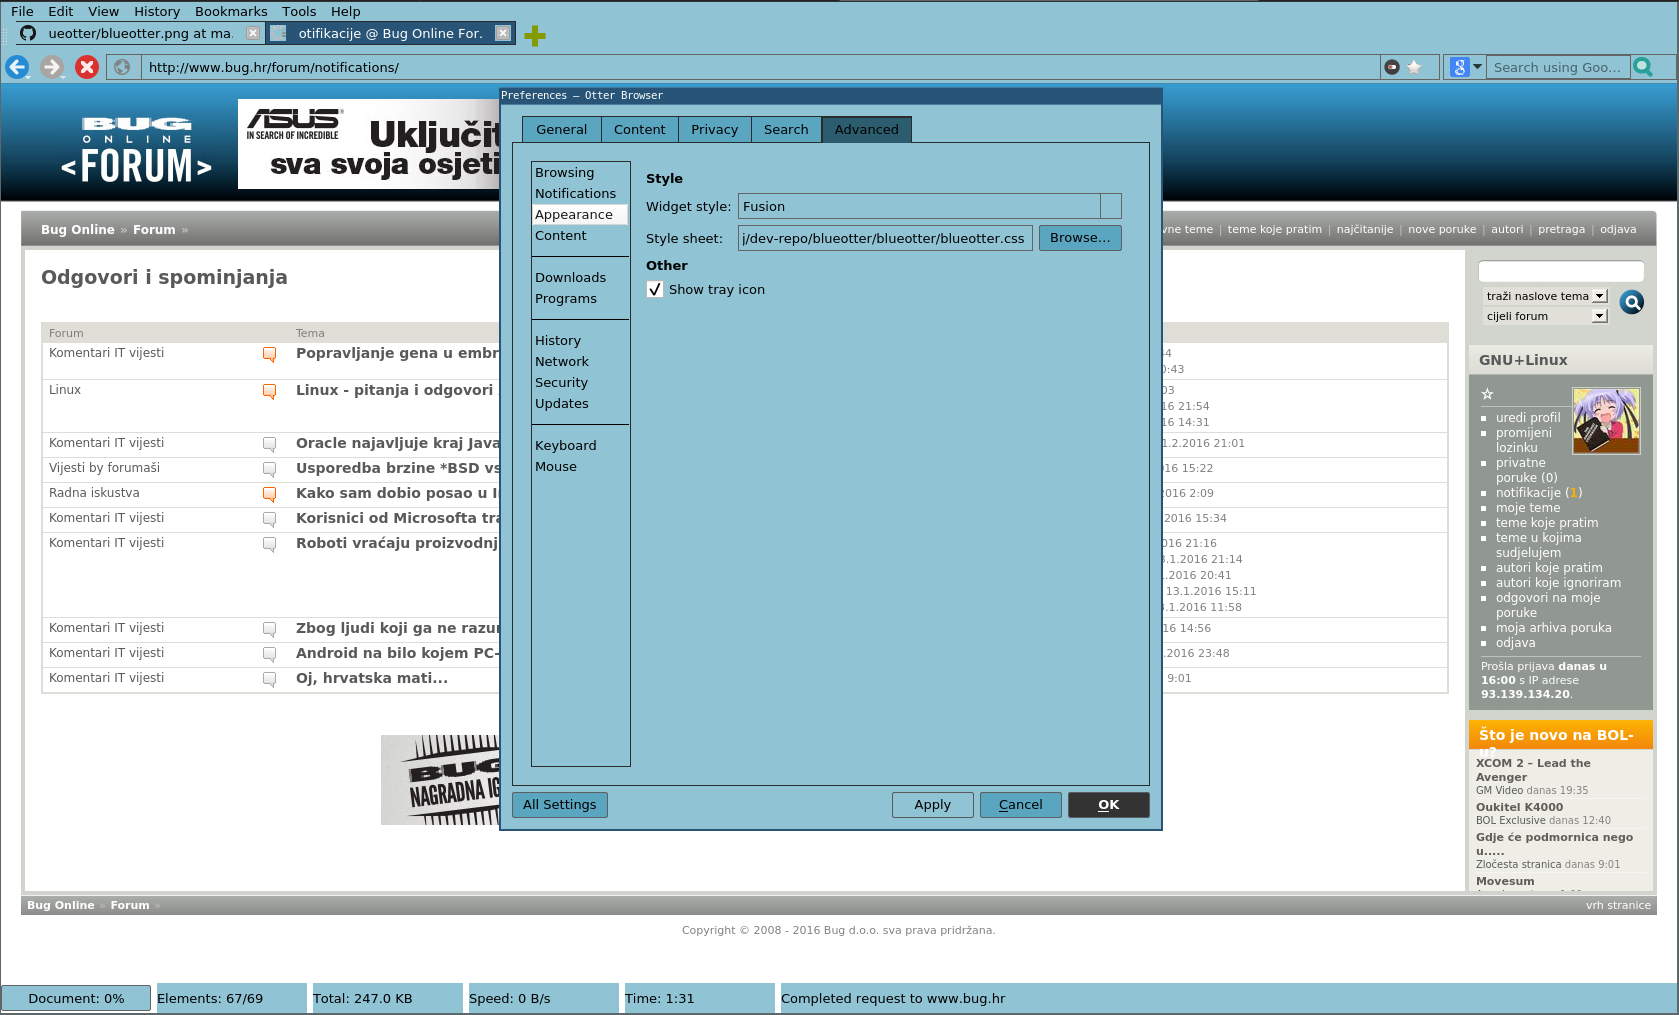 File Edit View History Bookmarks Tools Help
ueotter/blueotter.png at ma.
otifikacije @ Bug Online For.
http://www.bug.hr/forum/notifications/
Search using Goo...
BUG
ONLINE
<FORUM>
ASUS
IN SEARCH OF INCREDIBLE
Uključit
sva svoja osjeti
Bug Online » Forum »
vne teme | teme koje pratim | najčitanije | nove poruke | autori | pretraga | odjava
Odgovori i spominjanja
Forum Tema
Komentari IT vijesti Popravljanje gena u embr
44
0:43
Linux Linux - pitanja i odgovori
03
16 21:54
16 14:31
Komentari IT vijesti Oracle najavljuje kraj Java 1.2.2016 21:01
Vijesti by forumaši Usporedba brzine *BSD vs 16 15:22
Radna iskustva Kako sam dobio posao u I 2016 2:09
Komentari IT vijesti Korisnici od Microsofta tra 2016 15:34
Komentari IT vijesti Roboti vraćaju proizvodnj 016 21:16
3.1.2016 21:14
.2016 20:41
13.1.2016 15:11
3.1.2016 11:58
Komentari IT vijesti Zbog ljudi koji ga ne razu 16 14:56
Komentari IT vijesti Android na bilo kojem PC- .2016 23:48
Komentari IT vijesti Oj, hrvatska mati... 9:01
BUG
NAGRADNA IG
Preferences – Otter Browser
General Content Privacy Search Advanced
Browsing
Notifications
Appearance
Content
Downloads
Programs
History
Network
Security
Updates
Keyboard
Mouse
Style
Widget style: Fusion
Style sheet: j/dev-repo/blueotter/blueotter/blueotter.css Browse...
Other
Show tray icon
All Settings Apply Cancel OK
traži naslove tema
cijeli forum
GNU+Linux
uredi profil
promijeni
lozinku
privatne
poruke (0)
notifikacije (1)
moje teme
teme koje pratim
teme u kojima
sudjelujem
autori koje pratim
autori koje ignoriram
odgovori na moje
poruke
moja arhiva poruka
odjava
Prošla prijava danas u
16:00 s IP adrese
93.139.134.20.
Što je novo na BOL-
u?
XCOM 2 – Lead the
Avenger
GM Video danas 19:35
Oukitel K4000
BOL Exclusive danas 12:40
Gdje će podmornica nego
u.....
Zločesta stranica danas 9:01
Movesum
Bug Online » Forum »
vrh stranice
Copyright © 2008 - 2016 Bug d.o.o. sva prava pridržana.
Document: 0% Elements: 67/69 Total: 247.0 KB Speed: 0 B/s Time: 1:31 Completed request to www.bug.hr